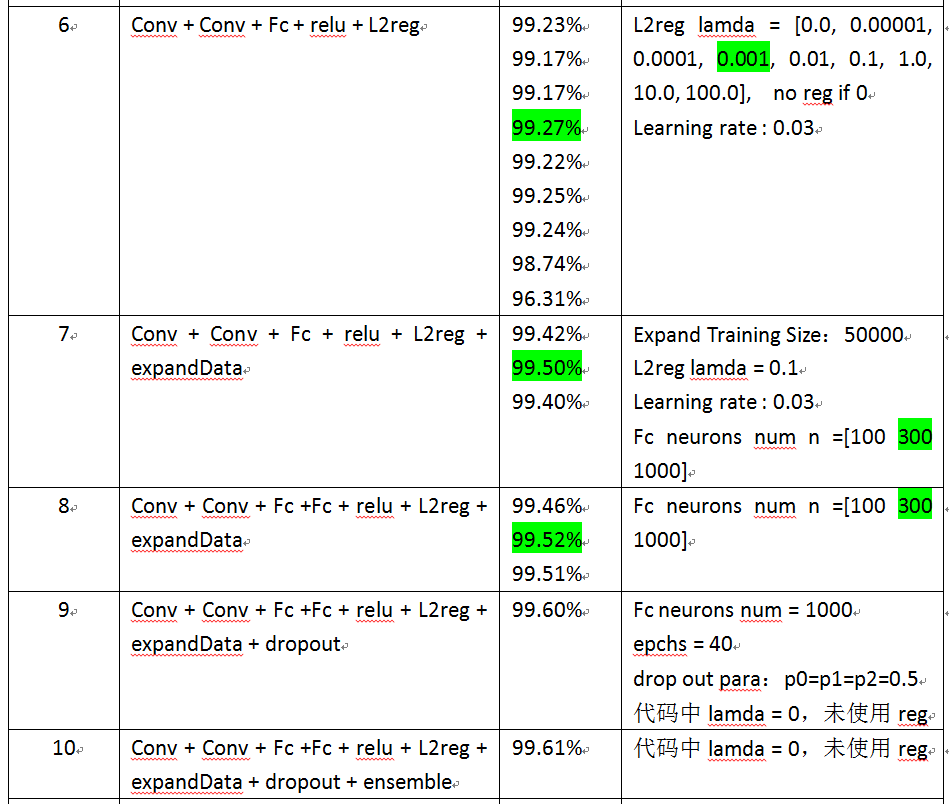 6
Conv + Conv + Fc + relu + L2reg
99.23%
99.17%
99.17%
99.27%
99.22%
99.25%
99.24%
98.74%
96.31%
L2reg lamda = [0.0, 0.00001,
0.0001, 0.001, 0.01, 0.1, 1.0,
10.0, 100.0], no reg if 0
Learning rate : 0.03
7
Conv + Conv + Fc + relu + L2reg +
expandData
99.42%
99.50%
99.40%
Expand Training Size：50000
L2reg lamda = 0.1
Learning rate : 0.03
Fc neurons num n =[100 300
1000]
8
Conv + Conv + Fc +Fc + relu + L2reg +
expandData
99.46%
99.52%
99.51%
Fc neurons num n =[100 300
1000]
9
Conv + Conv + Fc +Fc + relu + L2reg +
expandData + dropout
99.60%
Fc neurons num = 1000
epchs = 40
drop out para：p0=p1=p2=0.5
代码中 lamda = 0，未使用 reg
10
Conv + Conv + Fc +Fc + relu + L2reg +
expandData + dropout + ensemble
99.61%
代码中 lamda = 0，未使用 reg